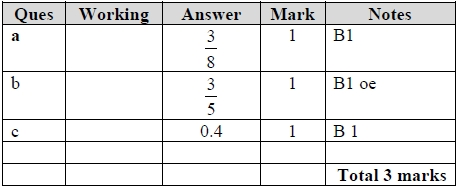 Ques Working Answer Mark Notes
a 3/8 1 B1
b 3/5 1 B1 oe
c 0.4 1 B 1
Total 3 marks